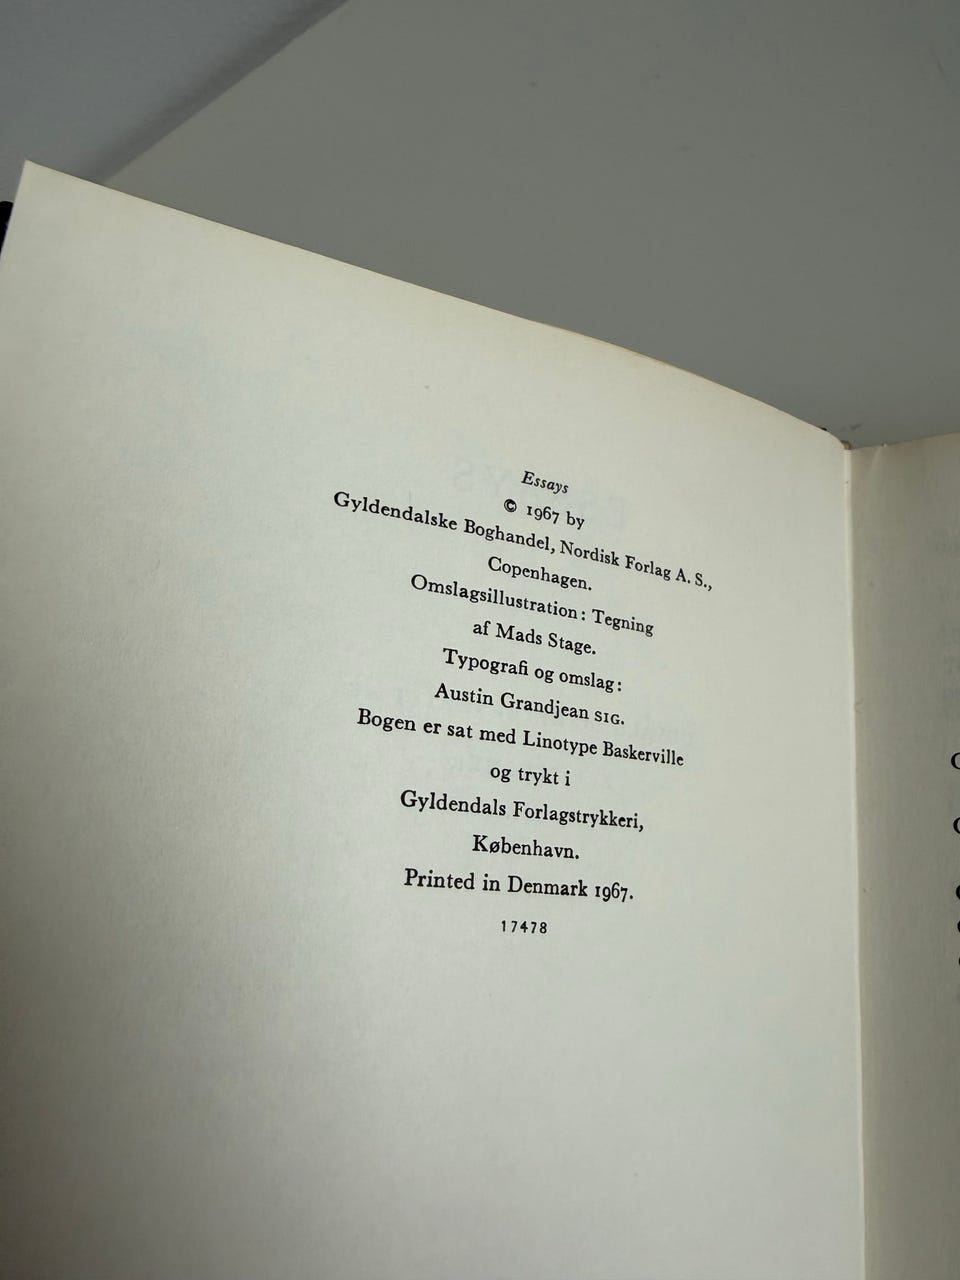 Essays
© 1967 by
Gyldendalske Boghandel, Nordisk Forlag A. S.,
Copenhagen.
Omslagsillustration: Tegning
af Mads Stage.
Typografi og omslag:
Austin Grandjean SIG.
Bogen er sat med Linotype Baskerville
og trykt i
Gyldendals Forlagstrykkeri,
København.
Printed in Denmark 1967.
17478